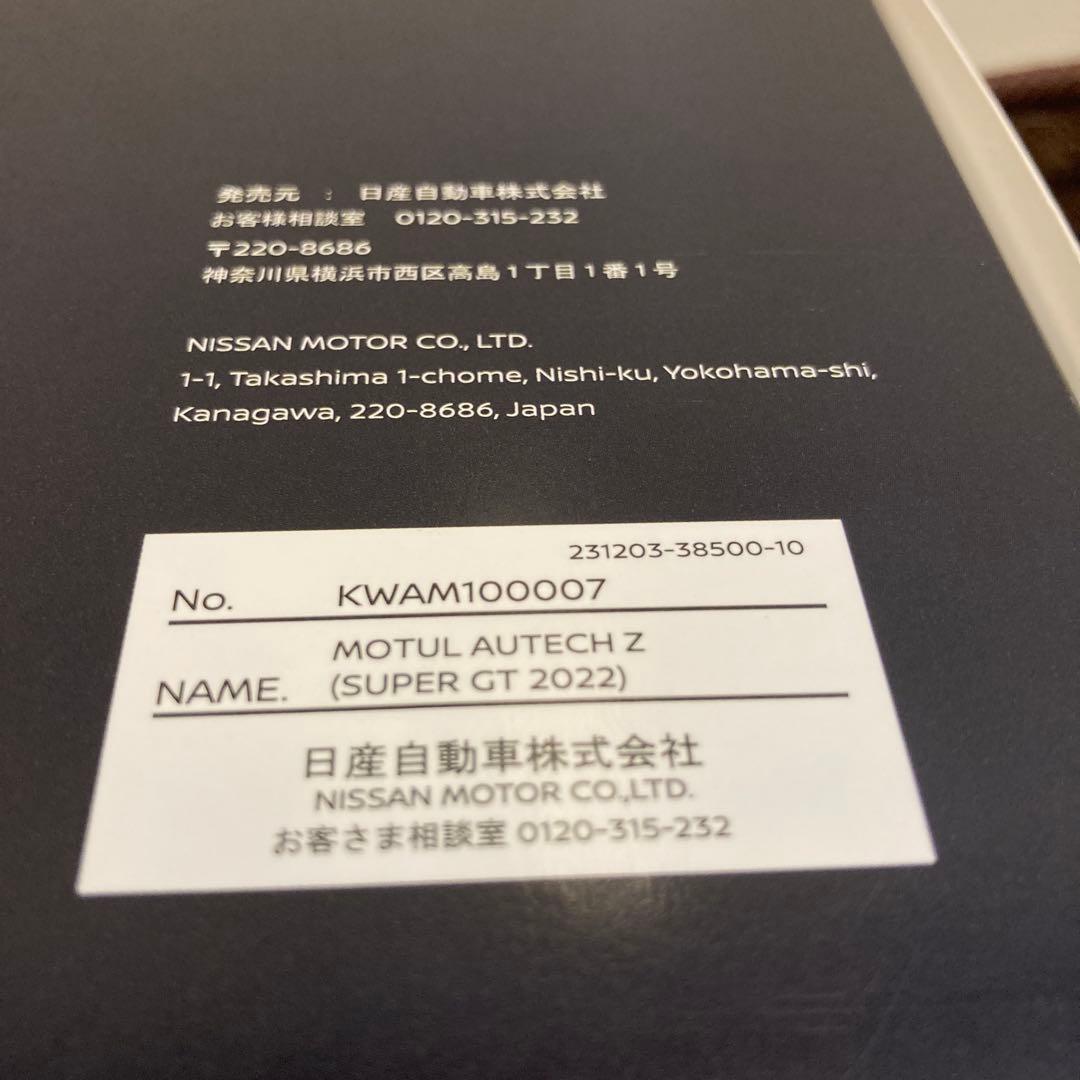 発売元 : 日産自動車株式会社
お客様相談室 0120-315-232
〒220-8686
神奈川県横浜市西区高島1丁目1番1号
NISSAN MOTOR CO., LTD.
1-1, Takashima 1-chome, Nishi-ku, Yokohama-shi,
Kanagawa, 220-8686, Japan
231203-38500-10
No. KWAM100007
MOTUL AUTECH Z
NAME. (SUPER GT 2022)
日産自動車株式会社
NISSAN MOTOR CO.,LTD.
お客さま相談室 0120-315-232